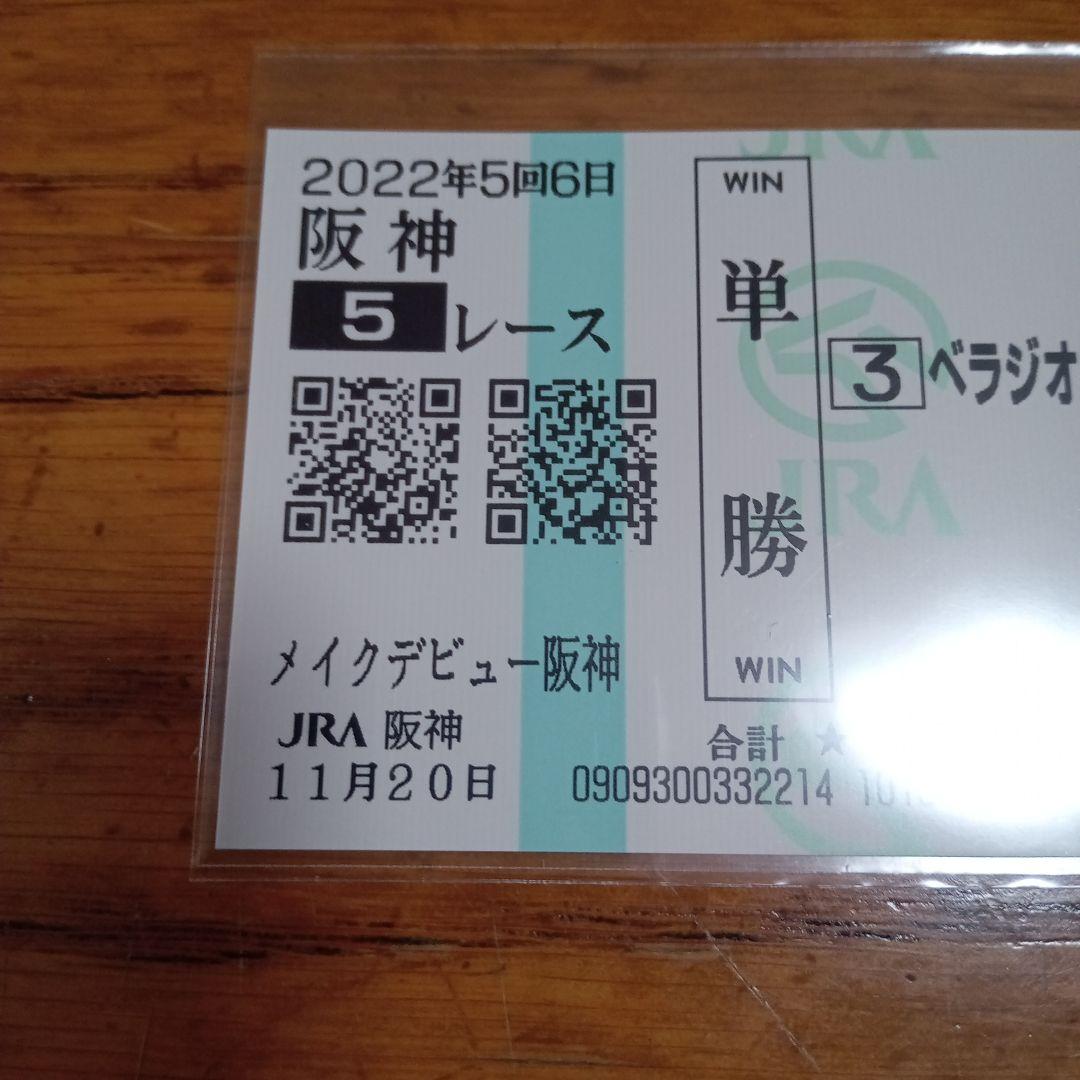 2022年5回6日
阪神
5レース
メイクデビュー阪神
JRA 阪神
11月20日
WIN
単勝
WIN
3 ベラジオ
合計 ★
0909300332214
JRA
JRA